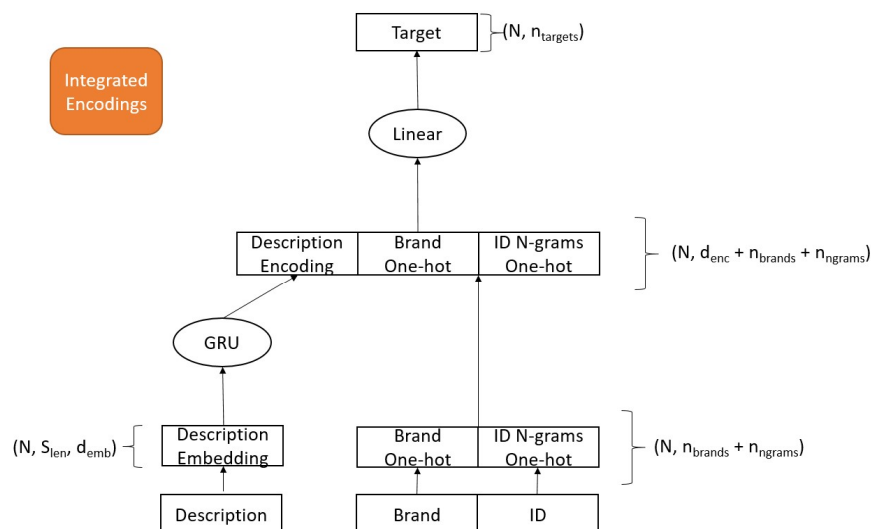 Target
(N, n_targets)
Integrated
Encodings
Linear
Description
Encoding
Brand
One-hot
ID N-grams
One-hot
(N, d_enc + n_brands + n_ngrams)
GRU
(N, S_len, d_emb)
Description
Embedding
Brand
One-hot
ID N-grams
One-hot
(N, n_brands + n_ngrams)
Description
Brand
ID